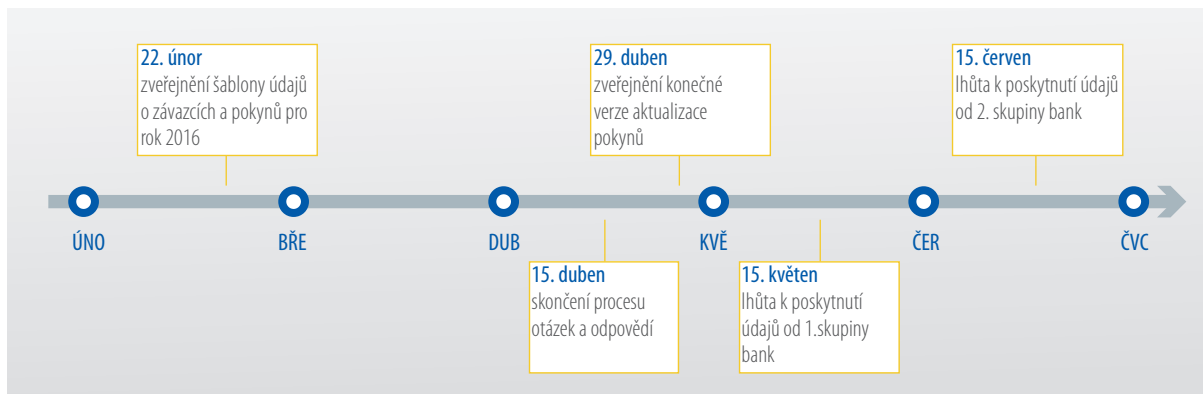 22. únor
zveřejnění šablony údajů
o závazcích a pokynů pro
rok 2016
29. duben
zveřejnění konečné
verze aktualizace
pokynů
15. červen
lhůta k poskytnutí údajů
od 2. skupiny bank
ÚNO
BŘE
DUB
KVĚ
ČER
ČVC
15. duben
skončení procesu
otázek a odpovědí
15. květen
lhůta k poskytnutí
údajů od 1.skupiny
bank